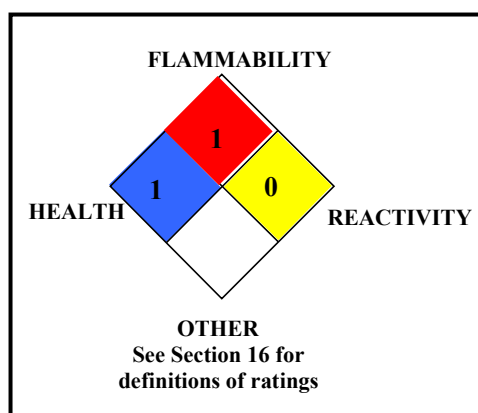 FLAMMABILITY
1
1
0
HEALTH
REACTIVITY
OTHER
See Section 16 for
definitions of ratings